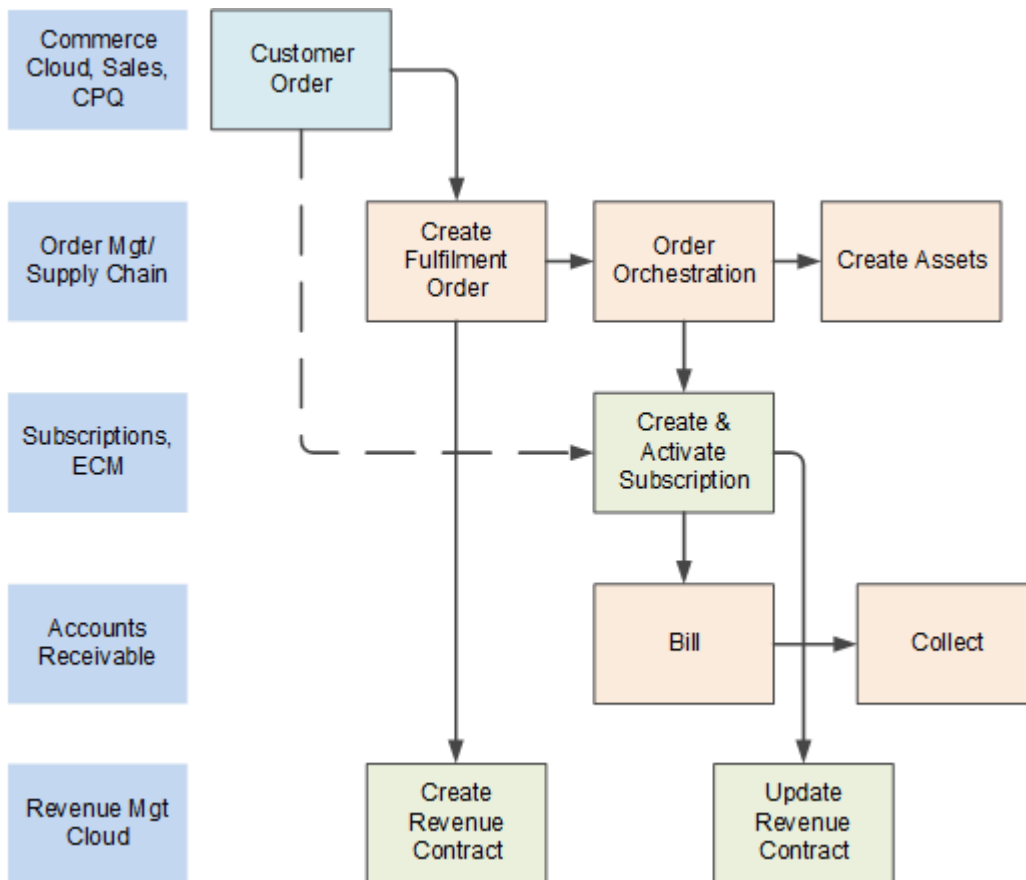 Commerce
Cloud, Sales,
CPQ
Customer
Order
Order Mgt/
Supply Chain
Create
Fulfilment
Order
Order
Orchestration
Create Assets
Subscriptions,
ECM
Create &
Activate
Subscription
Accounts
Receivable
Bill
Collect
Revenue Mgt
Cloud
Create
Revenue
Contract
Update
Revenue
Contract